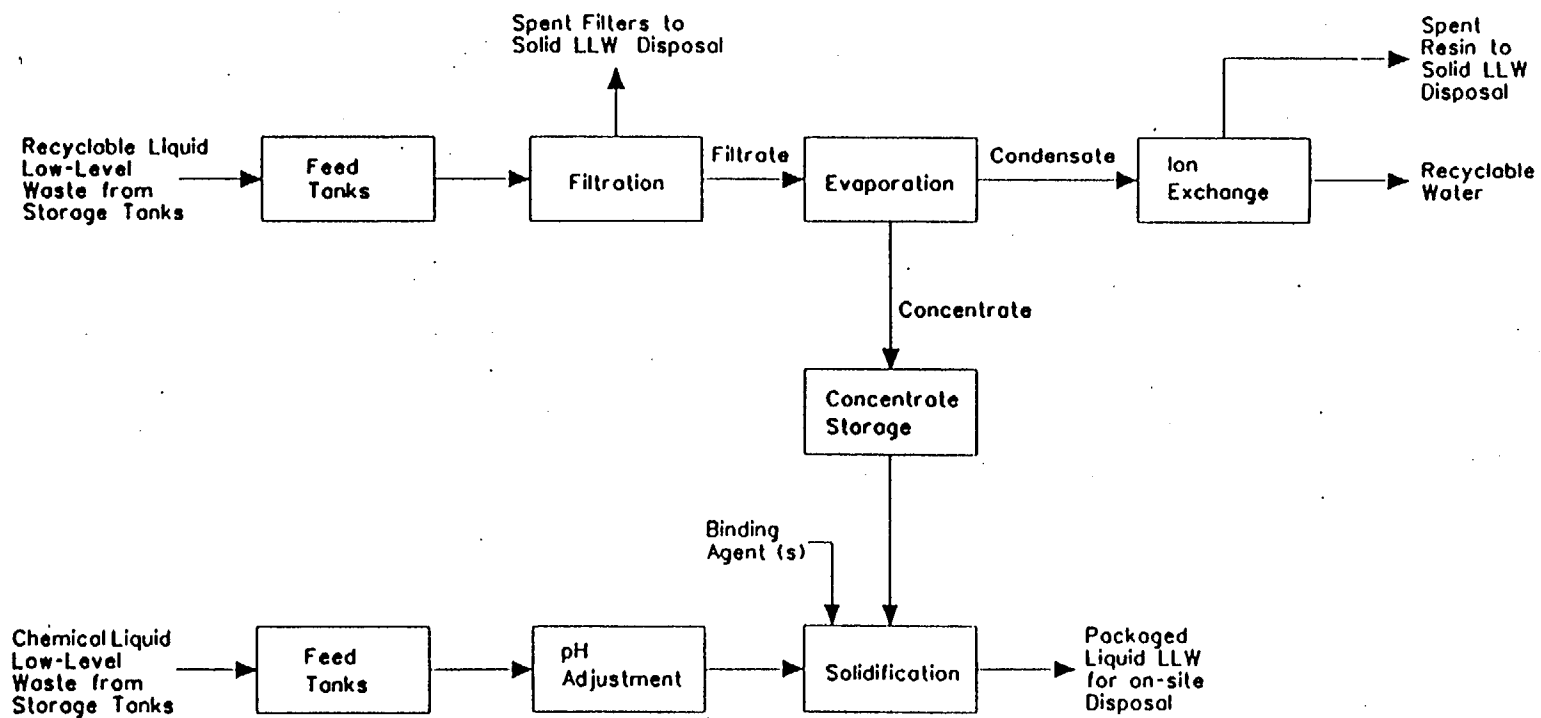 Spent Filters to
Solid LLW Disposal
Spent
Resin to
Solid LLW
Disposal
Recyclable Liquid
Low-Level
Waste from
Storage Tanks
Feed
Tanks
Filtration
Filtrate
Evaporation
Condensate
Ion
Exchange
Recyclable
Water
Concentrate
Concentrate
Storage
Binding
Agent (s)
Chemical Liquid
Low-Level
Waste from
Storage Tanks
Feed
Tanks
pH
Adjustment
Solidification
Packaged
Liquid LLW
for on-site
Disposal